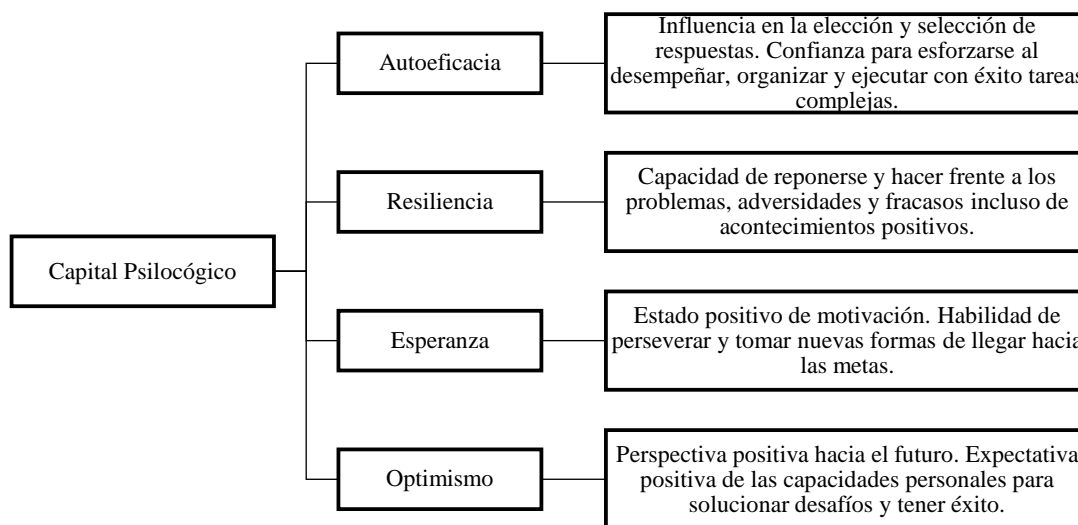 Capital Psilocógico
Autoeficacia
Influencia en la elección y selección de
respuestas. Confianza para esforzarse al
desempeñar, organizar y ejecutar con éxito tareas
complejas.
Resiliencia
Capacidad de reponerse y hacer frente a los
problemas, adversidades y fracasos incluso de
acontecimientos positivos.
Esperanza
Estado positivo de motivación. Habilidad de
perseverar y tomar nuevas formas de llegar hacia
las metas.
Optimismo
Perspectiva positiva hacia el futuro. Expectativa
positiva de las capacidades personales para
solucionar desafíos y tener éxito.